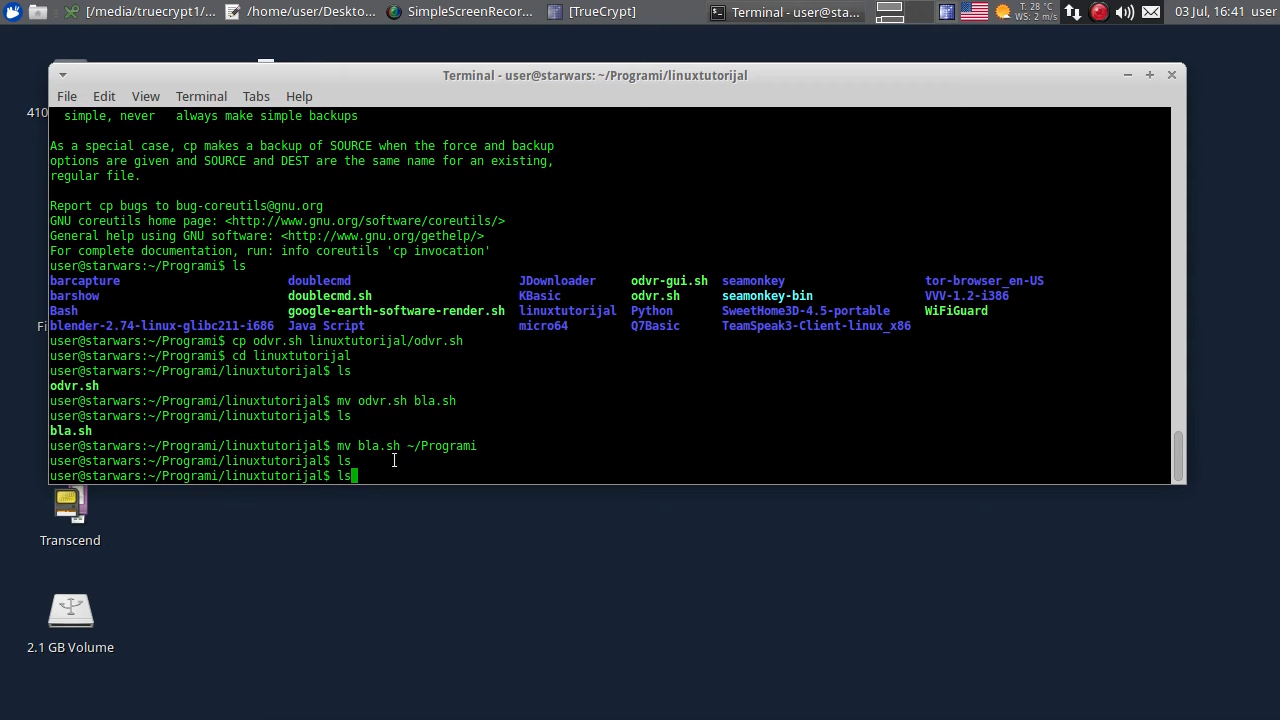 [/media/truecrypt1/... /home/user/Deskto... SimpleScreenRecor... [TrueCrypt] Terminal - user@sta... T: 28 °C WS: 2 m/s 03 Jul, 16:41 user
Terminal - user@starwars: ~/Programi/linuxtutorijal
File Edit View Terminal Tabs Help
410
simple, never   always make simple backups
As a special case, cp makes a backup of SOURCE when the force and backup
options are given and SOURCE and DEST are the same name for an existing,
regular file.
Report cp bugs to bug-coreutils@gnu.org
GNU coreutils home page: <http://www.gnu.org/software/coreutils/>
General help using GNU software: <http://www.gnu.org/gethelp/>
For complete documentation, run: info coreutils 'cp invocation'
user@starwars:~/Programi$ ls
barcapture doublecmd JDownloader odvr-gui.sh seamonkey tor-browser_en-US
barshow doublecmd.sh KBasic odvr.sh seamonkey-bin VVV-1.2-i386
Bash google-earth-software-render.sh linuxtutorijal Python SweetHome3D-4.5-portable WiFiGuard
Fi
blender-2.74-linux-glibc211-i686 Java Script micro64 Q7Basic TeamSpeak3-Client-linux_x86
user@starwars:~/Programi$ cp odvr.sh linuxtutorijal/odvr.sh
user@starwars:~/Programi$ cd linuxtutorijal
user@starwars:~/Programi/linuxtutorijal$ ls
odvr.sh
user@starwars:~/Programi/linuxtutorijal$ mv odvr.sh bla.sh
user@starwars:~/Programi/linuxtutorijal$ ls
bla.sh
user@starwars:~/Programi/linuxtutorijal$ mv bla.sh ~/Programi
user@starwars:~/Programi/linuxtutorijal$ ls
user@starwars:~/Programi/linuxtutorijal$ ls
Transcend
2.1 GB Volume